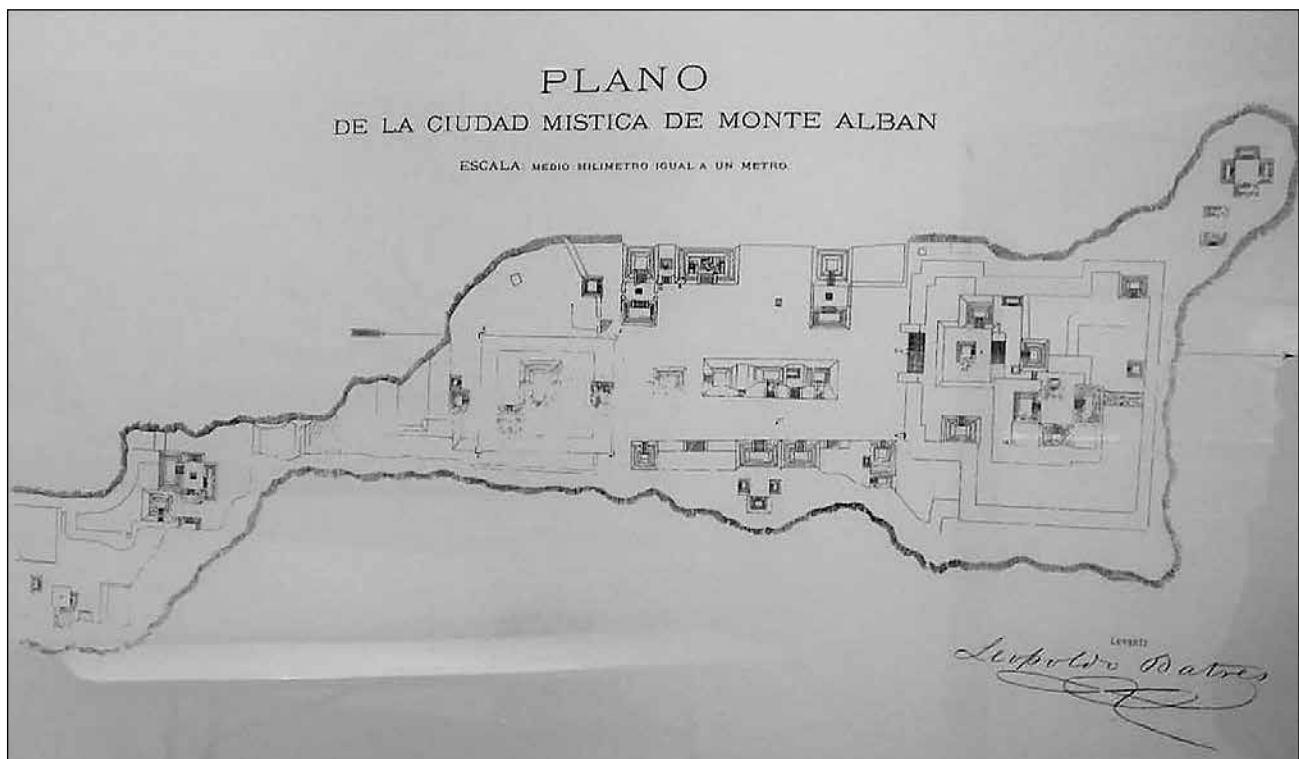 PLANO
DE LA CIUDAD MISTICA DE MONTE ALBAN
ESCALA: MEDIO MILIMETRO IGUAL A UN METRO.
LEVANTÓ
Leopoldo Batres